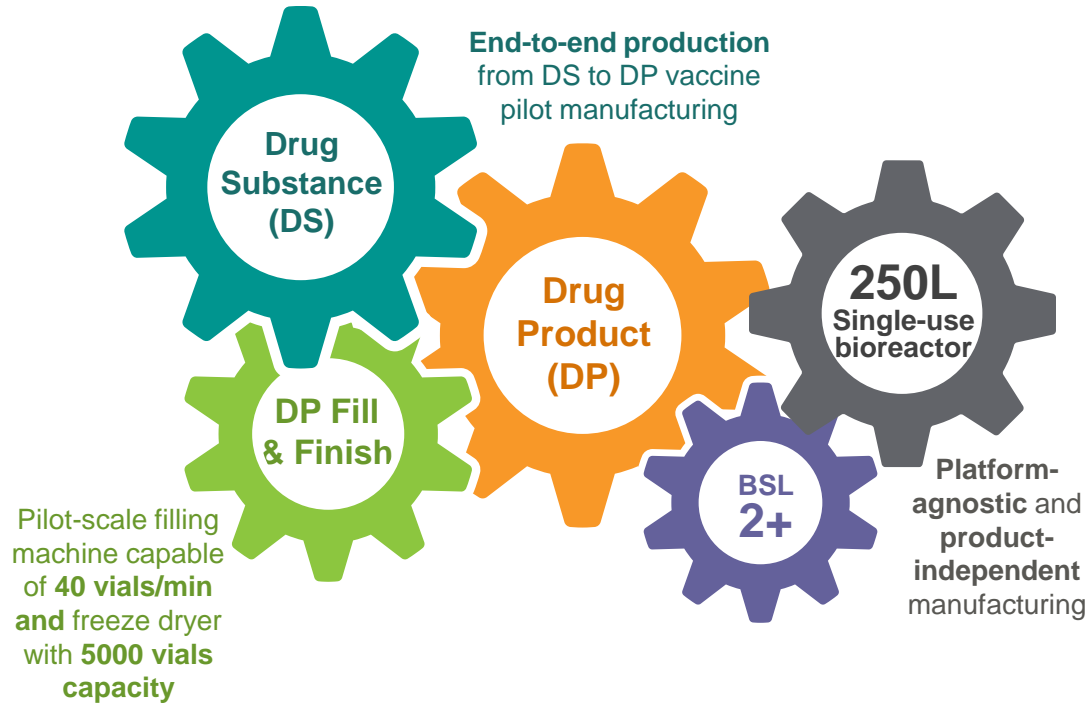 End-to-end production
from DS to DP vaccine
pilot manufacturing
Drug
Substance
(DS)
Drug
Product
(DP)
250L
Single-use
bioreactor
DP Fill
& Finish
BSL
2+
Platform-
agnostic and
product-
independent
manufacturing
Pilot-scale filling
machine capable
of 40 vials/min
and freeze dryer
with 5000 vials
capacity